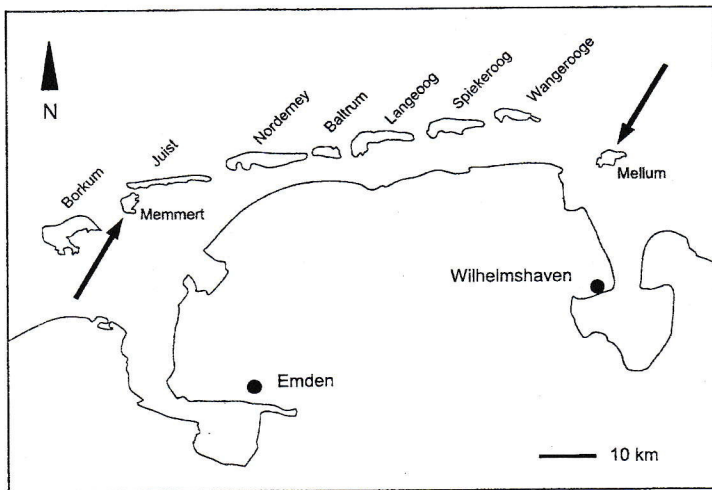 N
Borkum
Juist
Memmert
Norderney
Baltrum
Langeoog
Spiekeroog
Wangerooge
Mellum
Wilhelmshaven
Emden
10 km